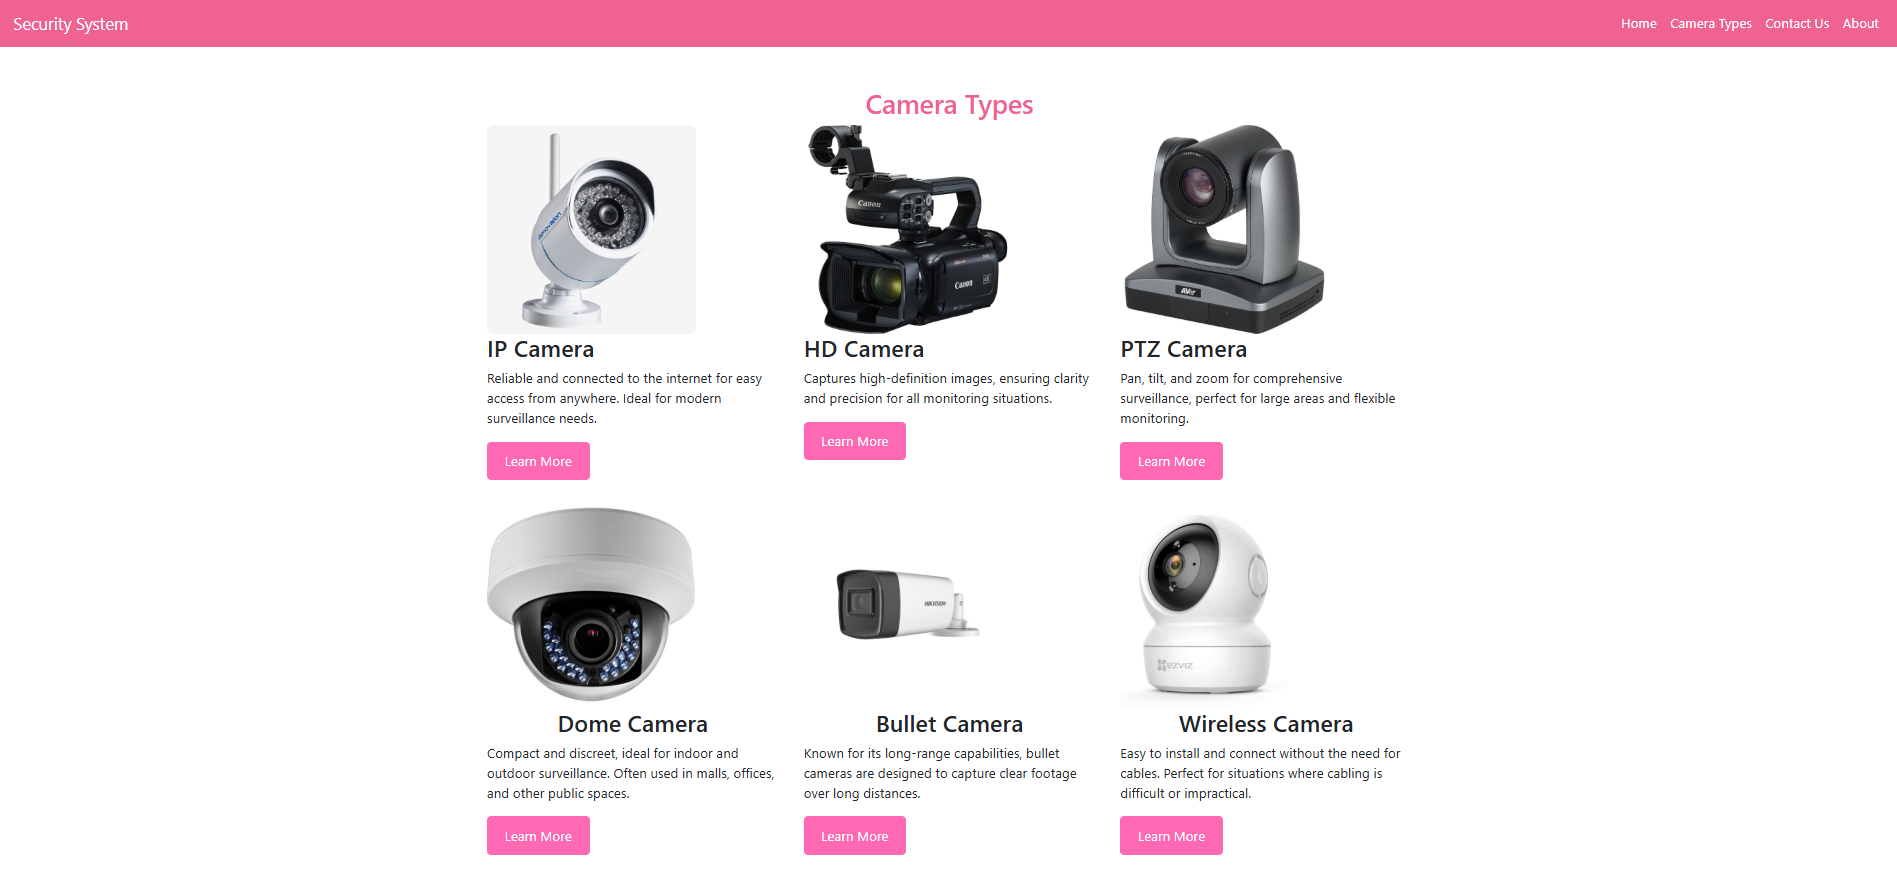 Security System
Home Camera Types Contact Us About
Camera Types
Canon
Canon
AVer
IP Camera
Reliable and connected to the internet for easy
access from anywhere. Ideal for modern
surveillance needs.
Learn More
HD Camera
Captures high-definition images, ensuring clarity
and precision for all monitoring situations.
Learn More
PTZ Camera
Pan, tilt, and zoom for comprehensive
surveillance, perfect for large areas and flexible
monitoring.
Learn More
HIKVISION
ezviz
Dome Camera
Compact and discreet, ideal for indoor and
outdoor surveillance. Often used in malls, offices,
and other public spaces.
Learn More
Bullet Camera
Known for its long-range capabilities, bullet
cameras are designed to capture clear footage
over long distances.
Learn More
Wireless Camera
Easy to install and connect without the need for
cables. Perfect for situations where cabling is
difficult or impractical.
Learn More